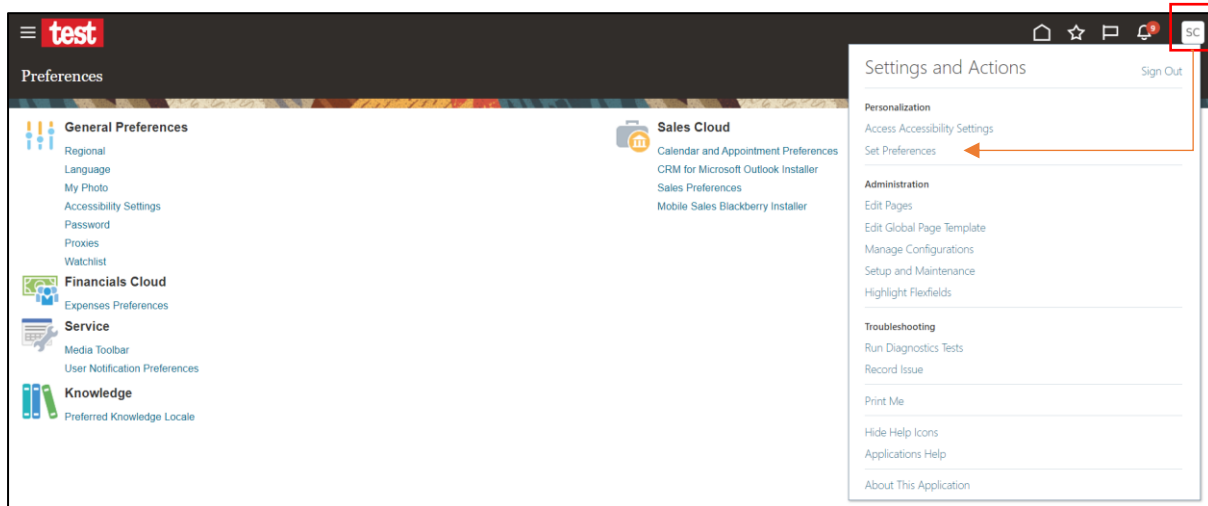 test
SC
Preferences
General Preferences
Regional
Language
My Photo
Accessibility Settings
Password
Proxies
Watchlist
Financials Cloud
Expenses Preferences
Service
Media Toolbar
User Notification Preferences
Knowledge
Preferred Knowledge Locale
Sales Cloud
Calendar and Appointment Preferences
CRM for Microsoft Outlook Installer
Sales Preferences
Mobile Sales Blackberry Installer
Settings and Actions
Sign Out
Personalization
Access Accessibility Settings
Set Preferences
Administration
Edit Pages
Edit Global Page Template
Manage Configurations
Setup and Maintenance
Highlight Flexfields
Troubleshooting
Run Diagnostics Tests
Record Issue
Print Me
Hide Help Icons
Applications Help
About This Application